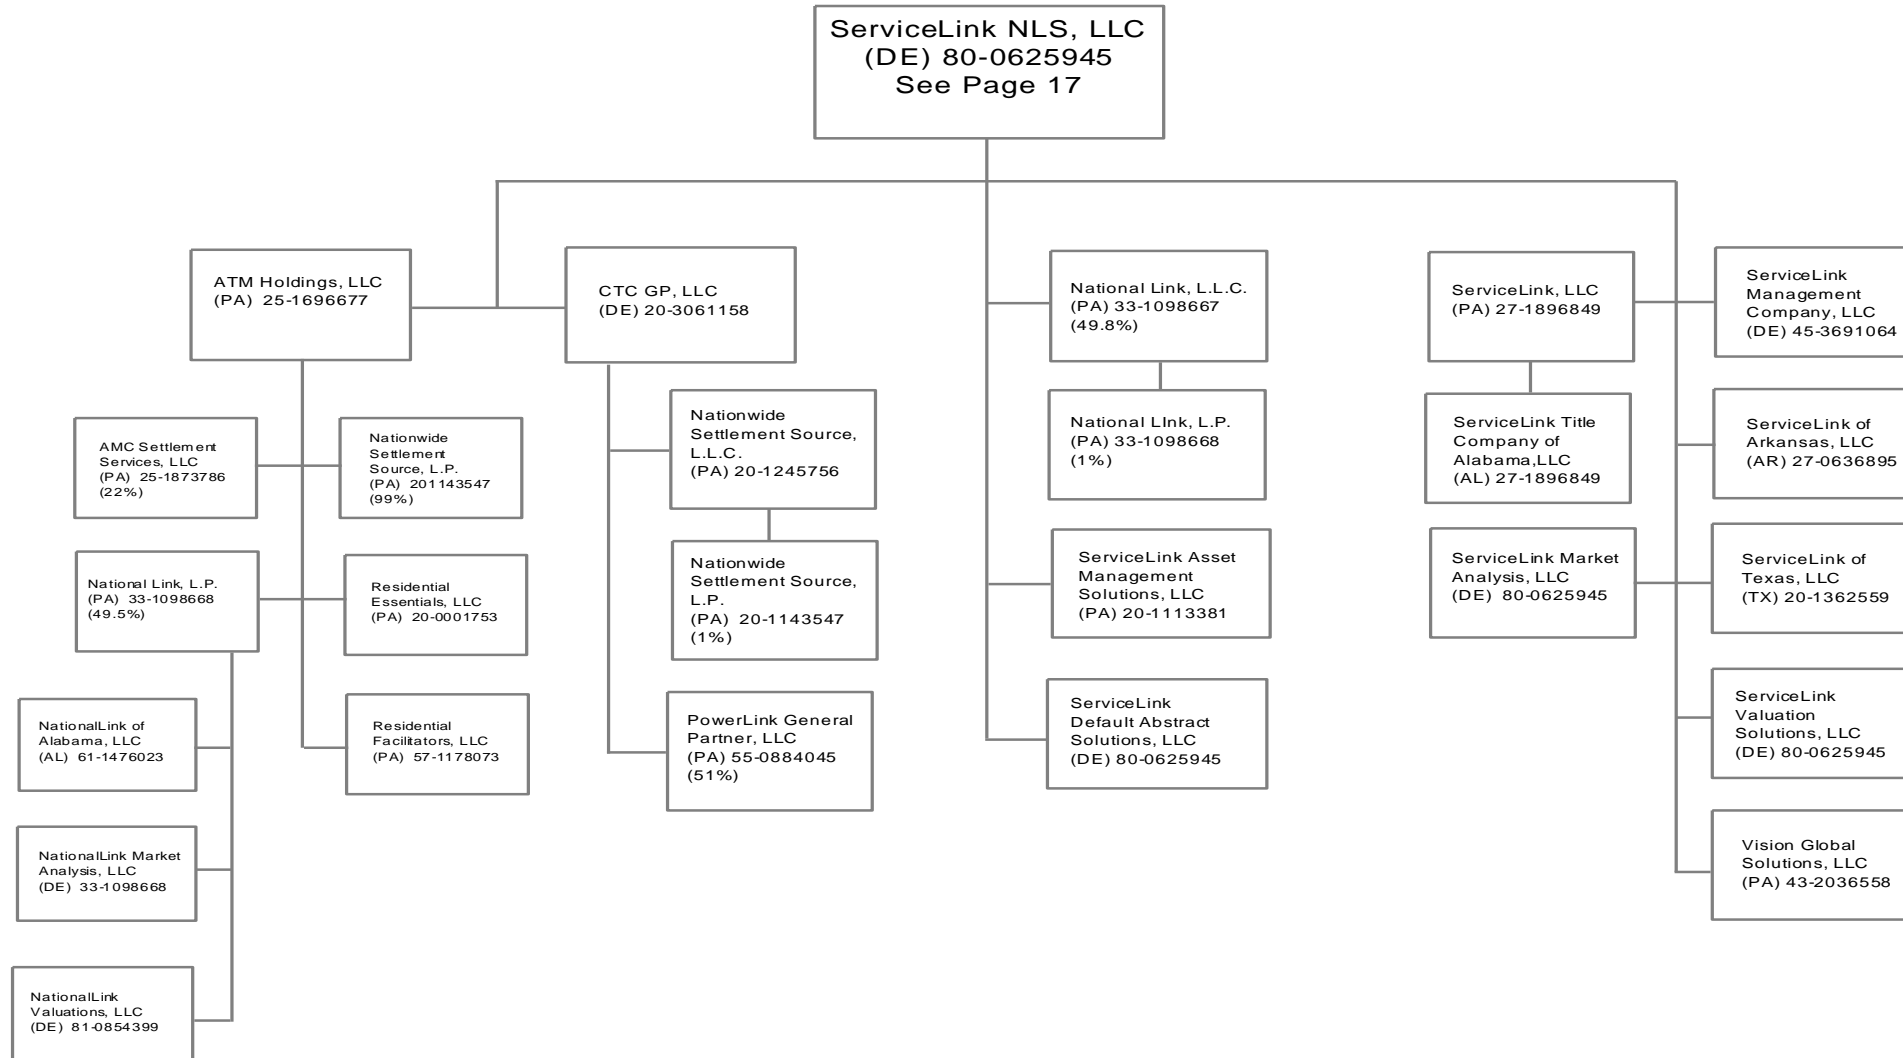 ServiceLink NLS, LLC
(DE) 80-0625945
See Page 17
ATM Holdings, LLC
(PA) 25-1696677
CTC GP, LLC
(DE) 20-3061158
National Link, L.L.C.
(PA) 33-1098667
(49.8%)
ServiceLink, LLC
(PA) 27-1896849
ServiceLink
Management
Company, LLC
(DE) 45-3691064
AMC Settlement
Services, LLC
(PA) 25-1873786
(22%)
Nationwide
Settlement
Source, L.P.
(PA) 201143547
(99%)
Nationwide
Settlement Source,
L.L.C.
(PA) 20-1245756
National LInk, L.P.
(PA) 33-1098668
(1%)
ServiceLink Title
Company of
Alabama,LLC
(AL) 27-1896849
ServiceLink of
Arkansas, LLC
(AR) 27-0636895
National Link, L.P.
(PA) 33-1098668
(49.5%)
Residential
Essentials, LLC
(PA) 20-0001753
Nationwide
Settlement Source,
L.P.
(PA) 20-1143547
(1%)
ServiceLink Asset
Management
Solutions, LLC
(PA) 20-1113381
ServiceLink Market
Analysis, LLC
(DE) 80-0625945
ServiceLink of
Texas, LLC
(TX) 20-1362559
NationalLink of
Alabama, LLC
(AL) 61-1476023
Residential
Facilitators, LLC
(PA) 57-1178073
PowerLink General
Partner, LLC
(PA) 55-0884045
(51%)
ServiceLink
Default Abstract
Solutions, LLC
(DE) 80-0625945
ServiceLink
Valuation
Solutions, LLC
(DE) 80-0625945
NationalLink Market
Analysis, LLC
(DE) 33-1098668
Vision Global
Solutions, LLC
(PA) 43-2036558
NationalLink
Valuations, LLC
(DE) 81-0854399